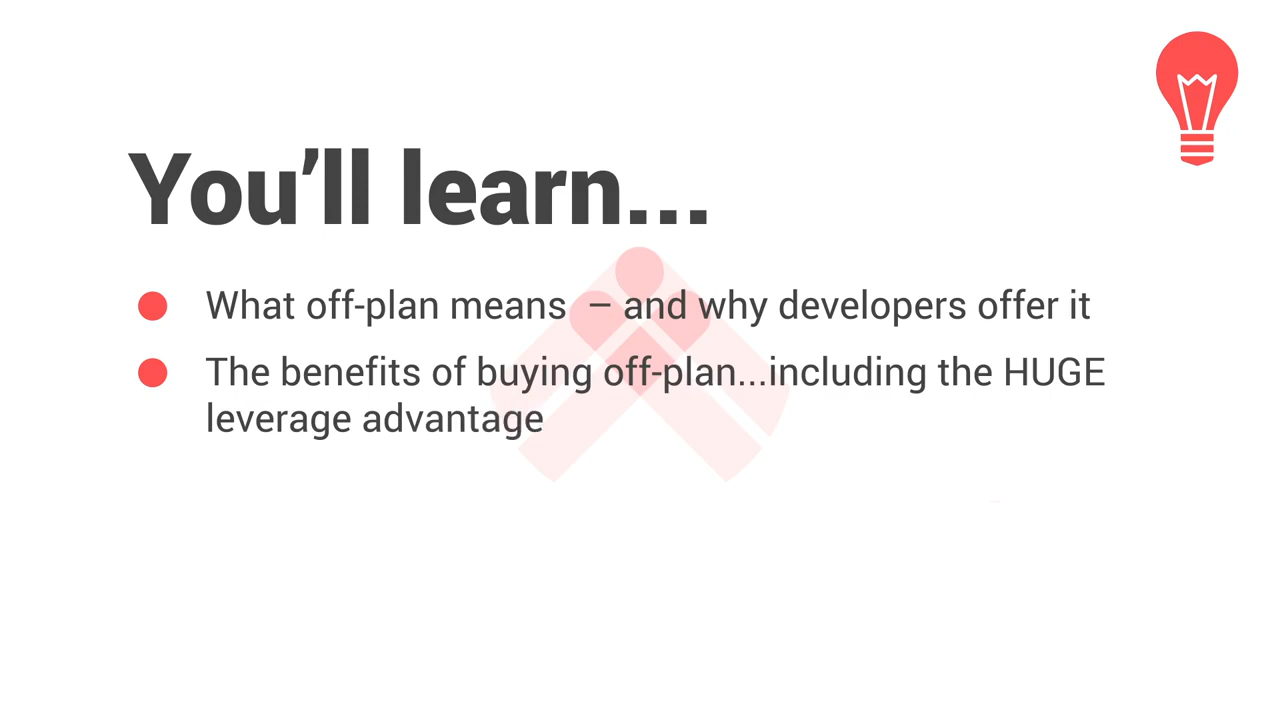 You’ll learn...
What off-plan means – and why developers offer it
The benefits of buying off-plan...including the HUGE
leverage advantage